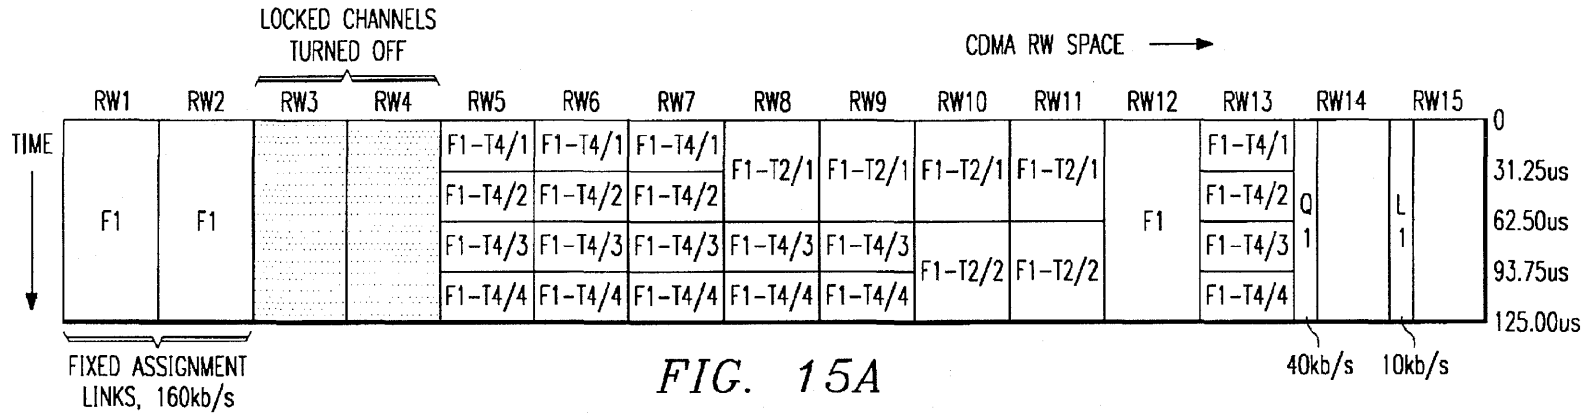 LOCKED CHANNELS
TURNED OFF
CDMA RW SPACE
RW1 RW2 RW3 RW4 RW5 RW6 RW7 RW8 RW9 RW10 RW11 RW12 RW13 RW14 RW15
TIME
0
F1-T4/1 F1-T4/1 F1-T4/1 F1-T4/1
F1-T2/1 F1-T2/1 F1-T2/1 F1-T2/1
31.25us
F1-T4/2 F1-T4/2 F1-T4/2 F1-T4/2
F1 F1 F1 Q1 L1
62.50us
F1-T4/3 F1-T4/3 F1-T4/3 F1-T4/3 F1-T4/3 F1-T4/3
F1-T2/2 F1-T2/2
93.75us
F1-T4/4 F1-T4/4 F1-T4/4 F1-T4/4 F1-T4/4 F1-T4/4
125.00us
FIXED ASSIGNMENT
LINKS, 160kb/s
40kb/s 10kb/s
FIG. 15A